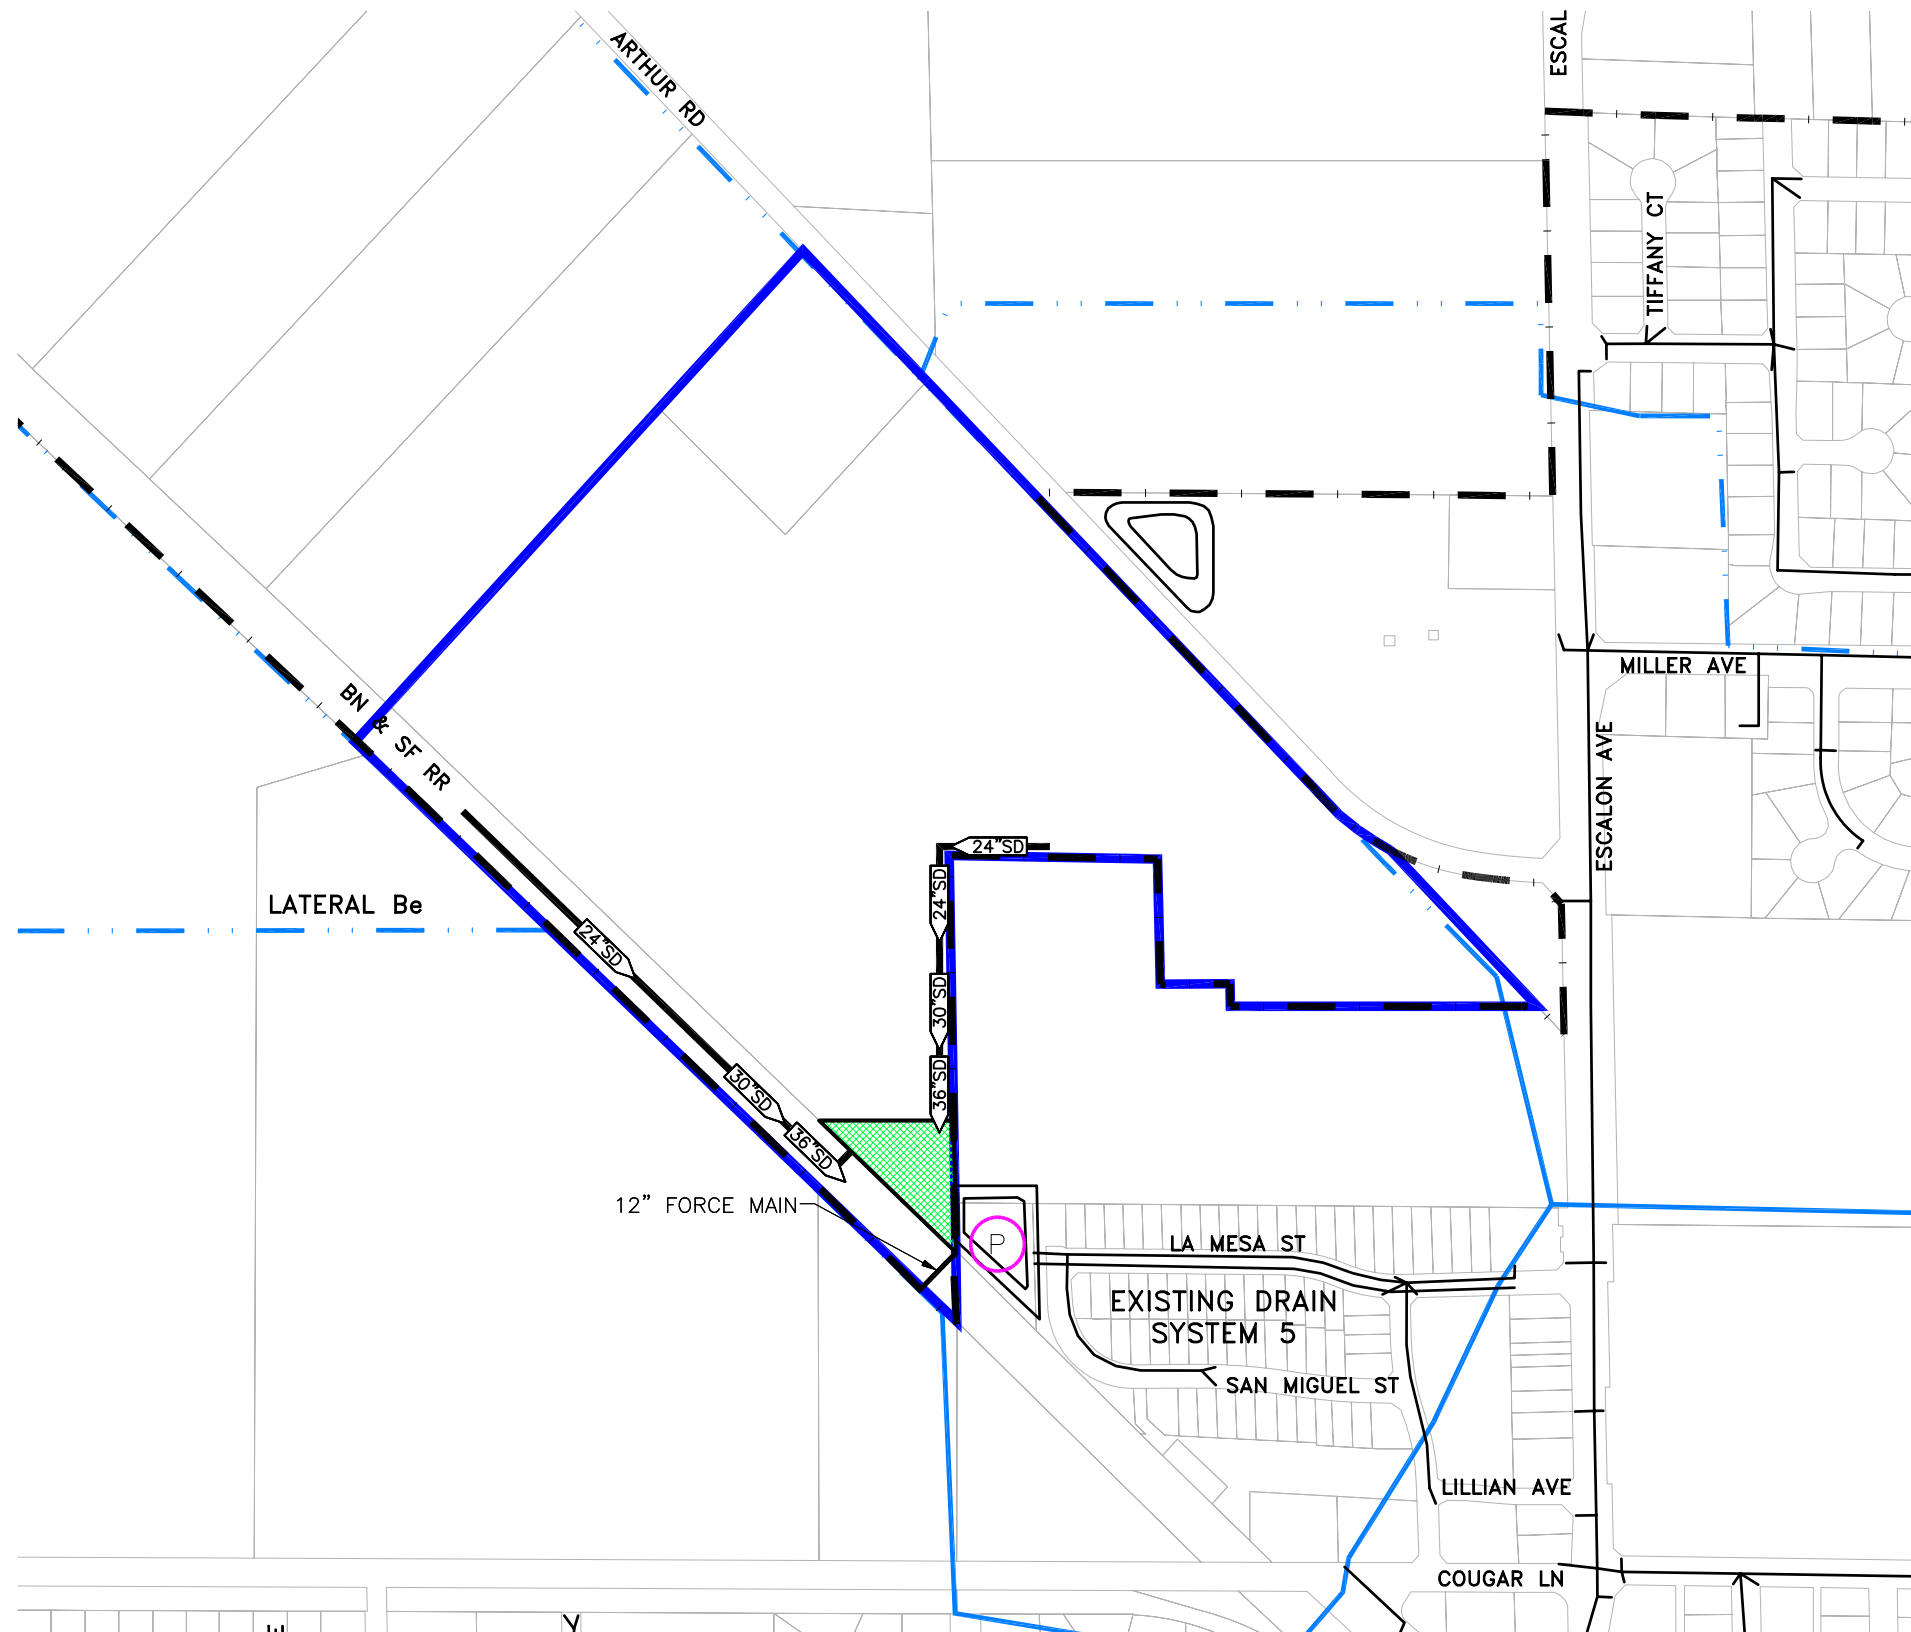 ESCAL
ARTHUR RD
TIFFANY CT
MILLER AVE
BN & SF RR
ESCALON AVE
24"SD
24"SD
LATERAL Be
24"SD
30"SD
30"SD
36"SD
36"SD
12" FORCE MAIN
P
LA MESA ST
EXISTING DRAIN
SYSTEM 5
SAN MIGUEL ST
LILLIAN AVE
COUGAR LN
E
Y